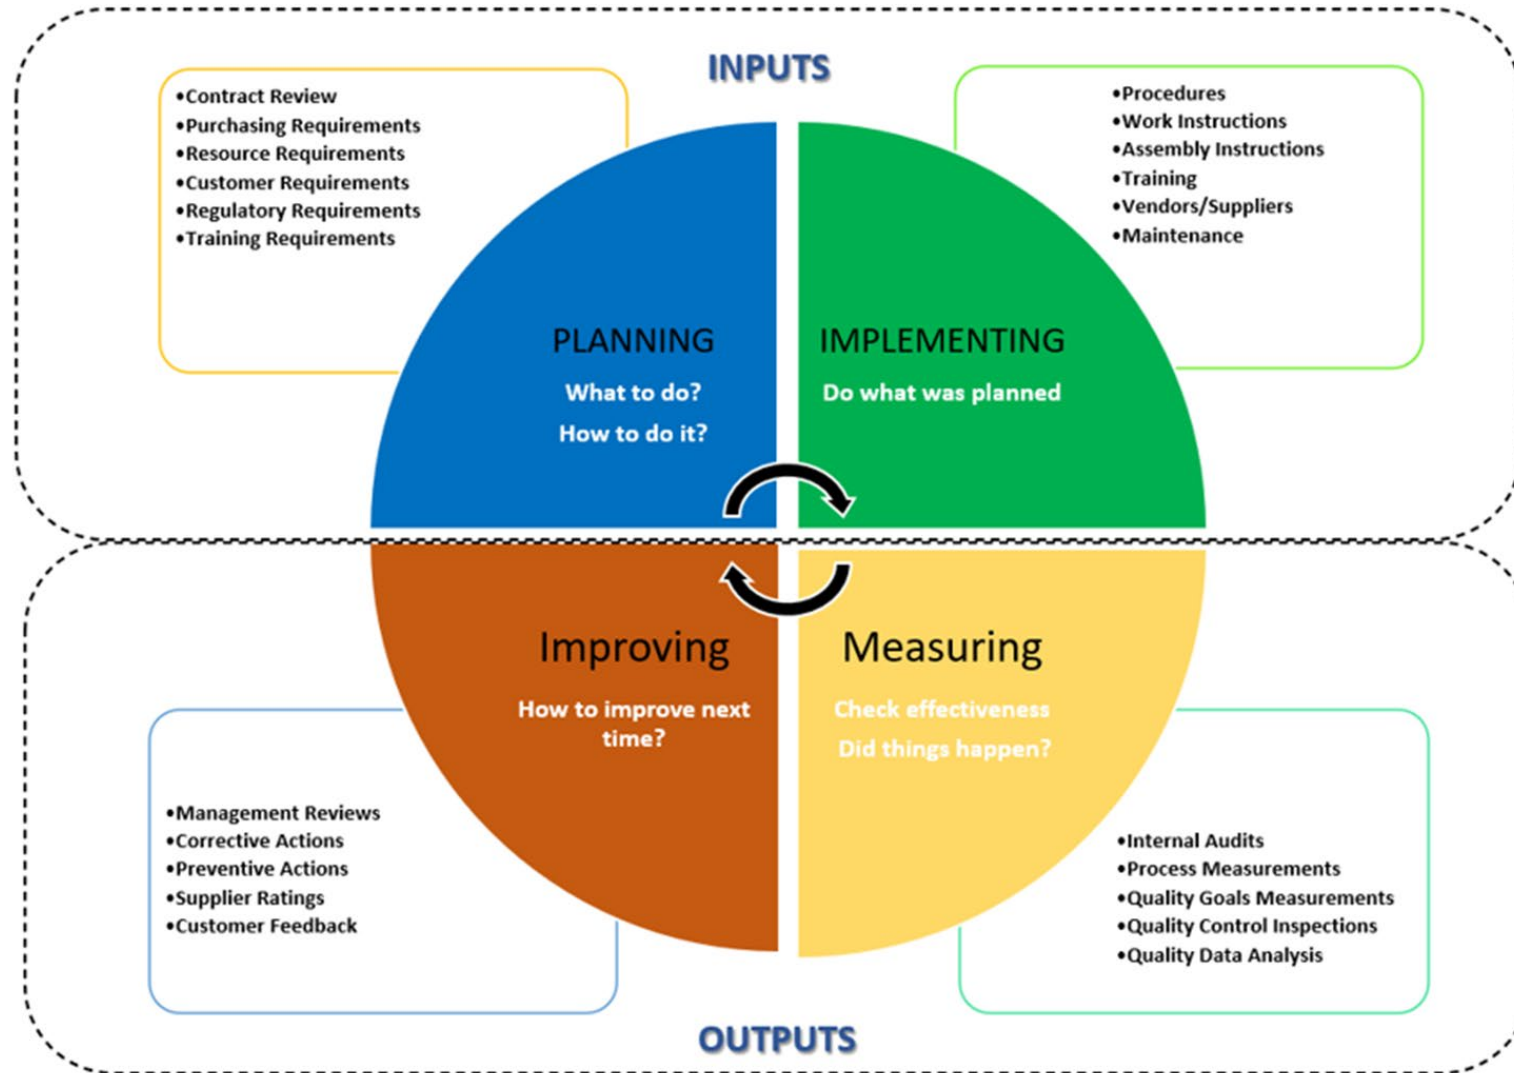 INPUTS
•Contract Review
•Purchasing Requirements
•Resource Requirements
•Customer Requirements
•Regulatory Requirements
•Training Requirements
•Procedures
•Work Instructions
•Assembly Instructions
•Training
•Vendors/Suppliers
•Maintenance
PLANNING
What to do?
How to do it?
IMPLEMENTING
Do what was planned
Improving
How to improve next
time?
Measuring
Check effectiveness
Did things happen?
•Management Reviews
•Corrective Actions
•Preventive Actions
•Supplier Ratings
•Customer Feedback
•Internal Audits
•Process Measurements
•Quality Goals Measurements
•Quality Control Inspections
•Quality Data Analysis
OUTPUTS